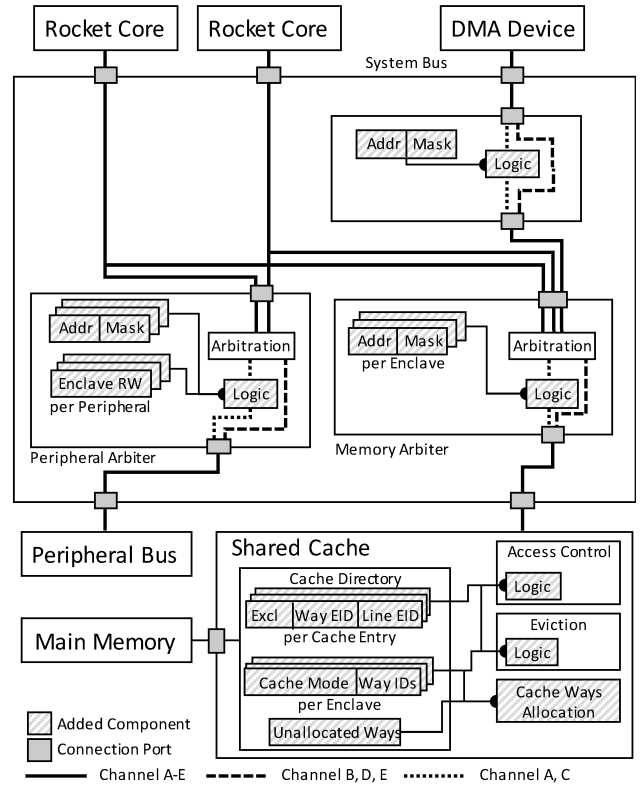 Rocket Core
Rocket Core
DMA Device
System Bus
Addr Mask
Logic
Addr Mask
Enclave RW
per Peripheral
Arbitration
Logic
Peripheral Arbiter
Addr Mask
per Enclave
Arbitration
Logic
Memory Arbiter
Peripheral Bus
Main Memory
Shared Cache
Cache Directory
Excl Way EID Line EID
per Cache Entry
Cache Mode Way IDs
per Enclave
Unallocated Ways
Access Control
Logic
Eviction
Logic
Cache Ways
Allocation
Added Component
Connection Port
Channel A-E
Channel B, D, E
Channel A, C